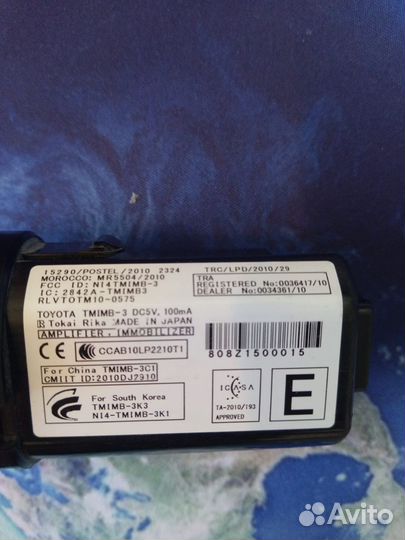 15290/POSTEL/2010 2324
MOROCCO: MR5504/2010
FCC ID: NI4TMIMB-3
IC: 2842A-TMIMB3
RLVTOTM10-0575
TRC/LPD/2010/29
TRA
REGISTERED No:0036417/10
DEALER No:0034361/10
TOYOTA TMIMB-3 DC5V, 100mA
R Tokai Rika MADE IN JAPAN
AMPLIFIER, IMMOBILIZER
CCAB10LP2210T1
808Z1500015
For China TMIMB-3C1
CMIIT ID:2010DJ2910
For South Korea
TMIMB-3K3
NI4-TMIMB-3K1
ICASA
TA-2010/193
APPROVED
E
Avito